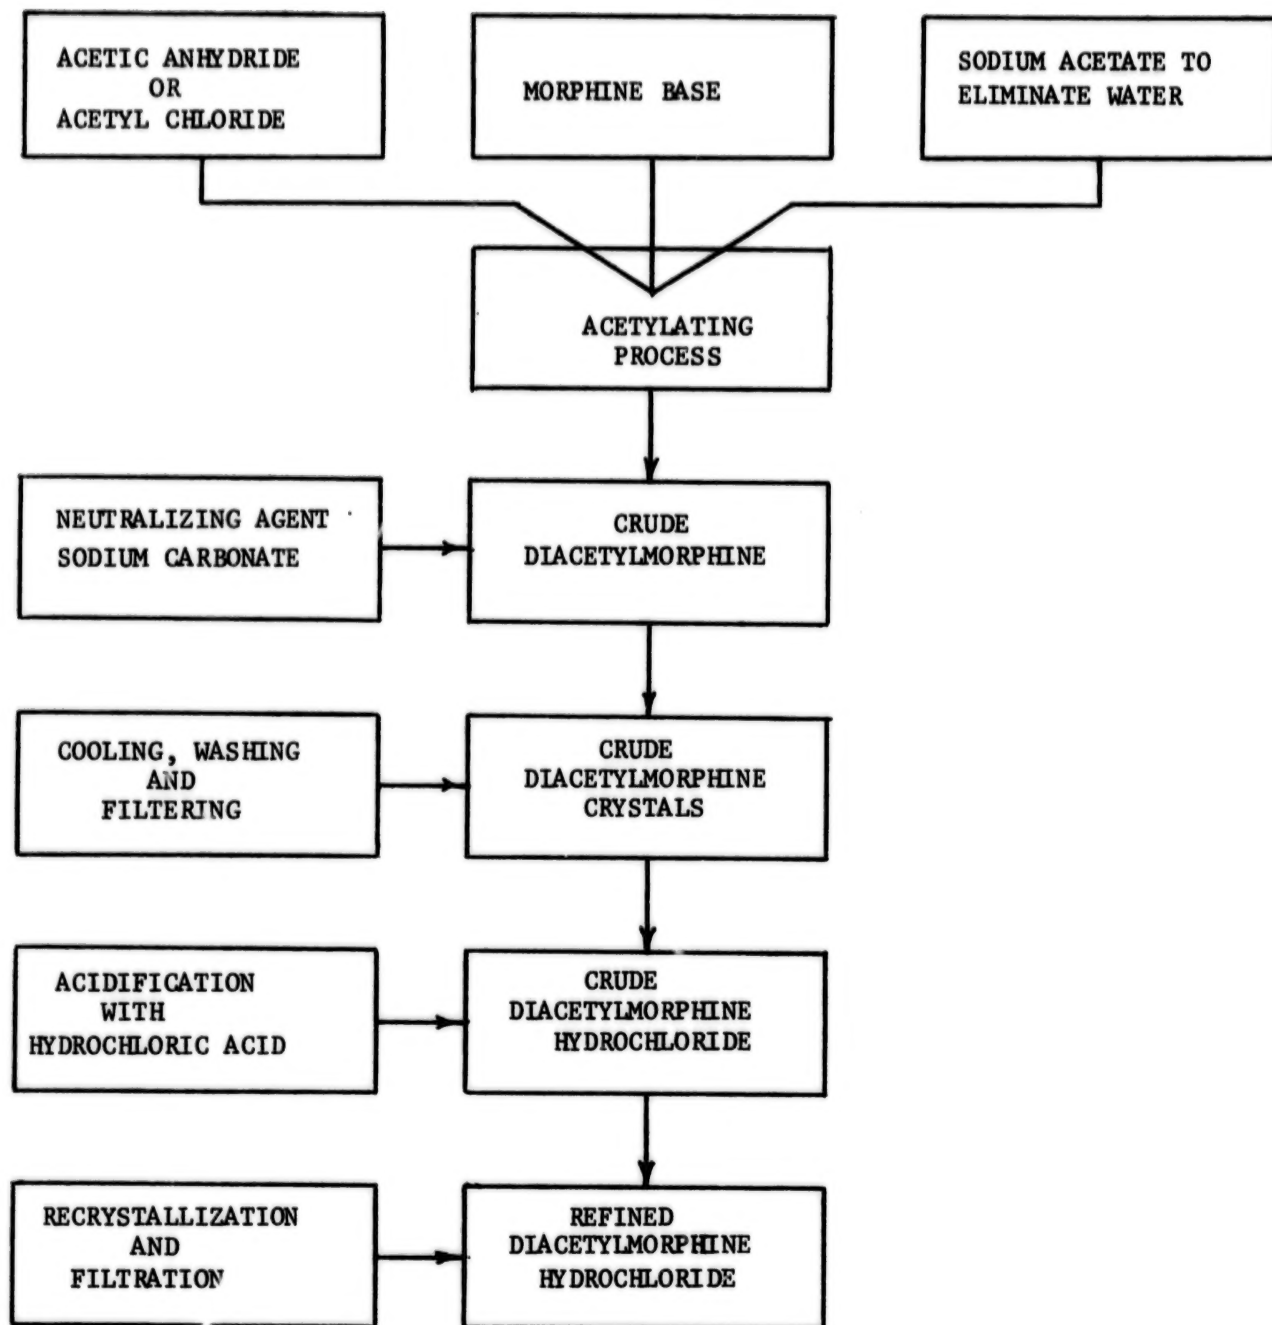 ACETIC ANHYDRIDE
OR
ACETYL CHLORIDE
MORPHINE BASE
SODIUM ACETATE TO
ELIMINATE WATER
ACETYLATING
PROCESS
NEUTRALIZING AGENT
SODIUM CARBONATE
CRUDE
DIACETYLMORPHINE
COOLING, WASHING
AND
FILTERING
CRUDE
DIACETYLMORPHINE
CRYSTALS
ACIDIFICATION
WITH
HYDROCHLORIC ACID
CRUDE
DIACETYLMORPHINE
HYDROCHLORIDE
RECRYSTALLIZATION
AND
FILTRATION
REFINED
DIACETYLMORPHINE
HYDROCHLORIDE